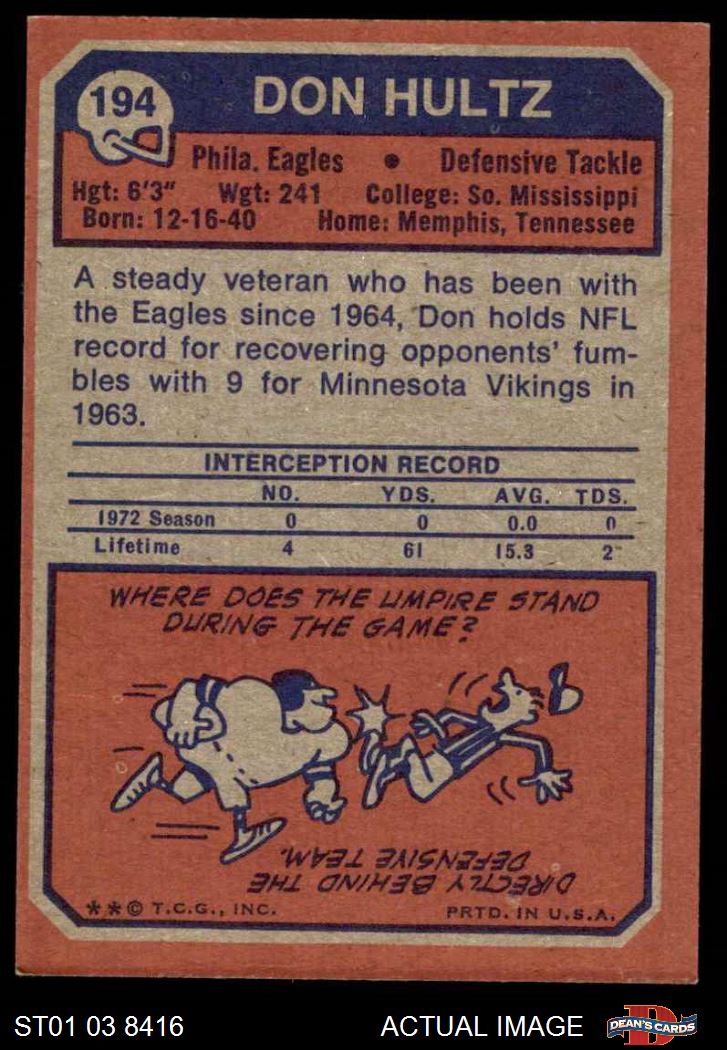 194
DON HULTZ
Phila. Eagles • Defensive Tackle
Hgt: 6'3" Wgt: 241 College: So. Mississippi
Born: 12-16-40 Home: Memphis, Tennessee
A steady veteran who has been with
the Eagles since 1964, Don holds NFL
record for recovering opponents' fum-
bles with 9 for Minnesota Vikings in
1963.
INTERCEPTION RECORD
NO. YDS. AVG. TDS.
1972 Season 0 0 0.0 0
Lifetime 4 61 15.3 2
WHERE DOES THE UMPIRE STAND
DURING THE GAME?
DIRECTLY BEHIND THE
DEFENSIVE TEAM.
**© T.C.G., INC. PRTD. IN U.S.A.
ST01 03 8416 ACTUAL IMAGE
D
DEAN'S CARDS